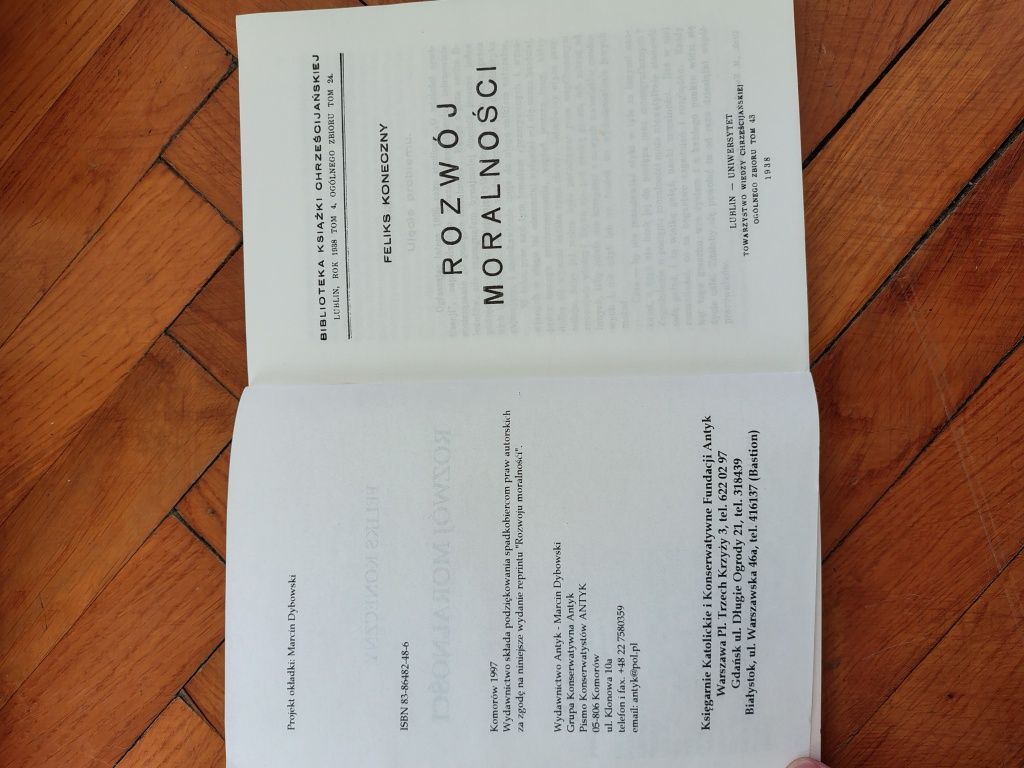 Projekt okładki: Marcin Dybowski
ISBN 83-86482-48-6
Komorów 1997
Wydawnictwo składa podziękowania spadkobiercom praw autorskich
za zgodę na niniejsze wydanie reprintu "Rozwoju moralności".
Wydawnictwo Antyk - Marcin Dybowski
Grupa Konserwatywna Antyk
Pismo Konserwatystów ANTYK
05-806 Komorów
ul. Klonowa 10a
telefon i fax. +48 22 7580359
email: antyk@pol.pl
Księgarnie Katolickie i Konserwatywne Fundacji Antyk
Warszawa Pl. Trzech Krzyży 3, tel. 622 02 97
Gdańsk ul. Długie Ogrody 21, tel. 318439
Białystok, ul. Warszawska 46a, tel. 416137 (Bastion)
BIBLIOTEKA KSIĄŻKI CHRZEŚCIJAŃSKIEJ
LUBLIN, ROK 1938 TOM 4, OGÓLNEGO ZBIORU TOM 24.
FELIKS KONECZNY
ROZWÓJ
MORALNOŚCI
LUBLIN — UNIWERSYTET
TOWARZYSTWO WIEDZY CHRZEŚCIJAŃSKIEJ
OGÓLNEGO ZBIORU TOM 43
1938